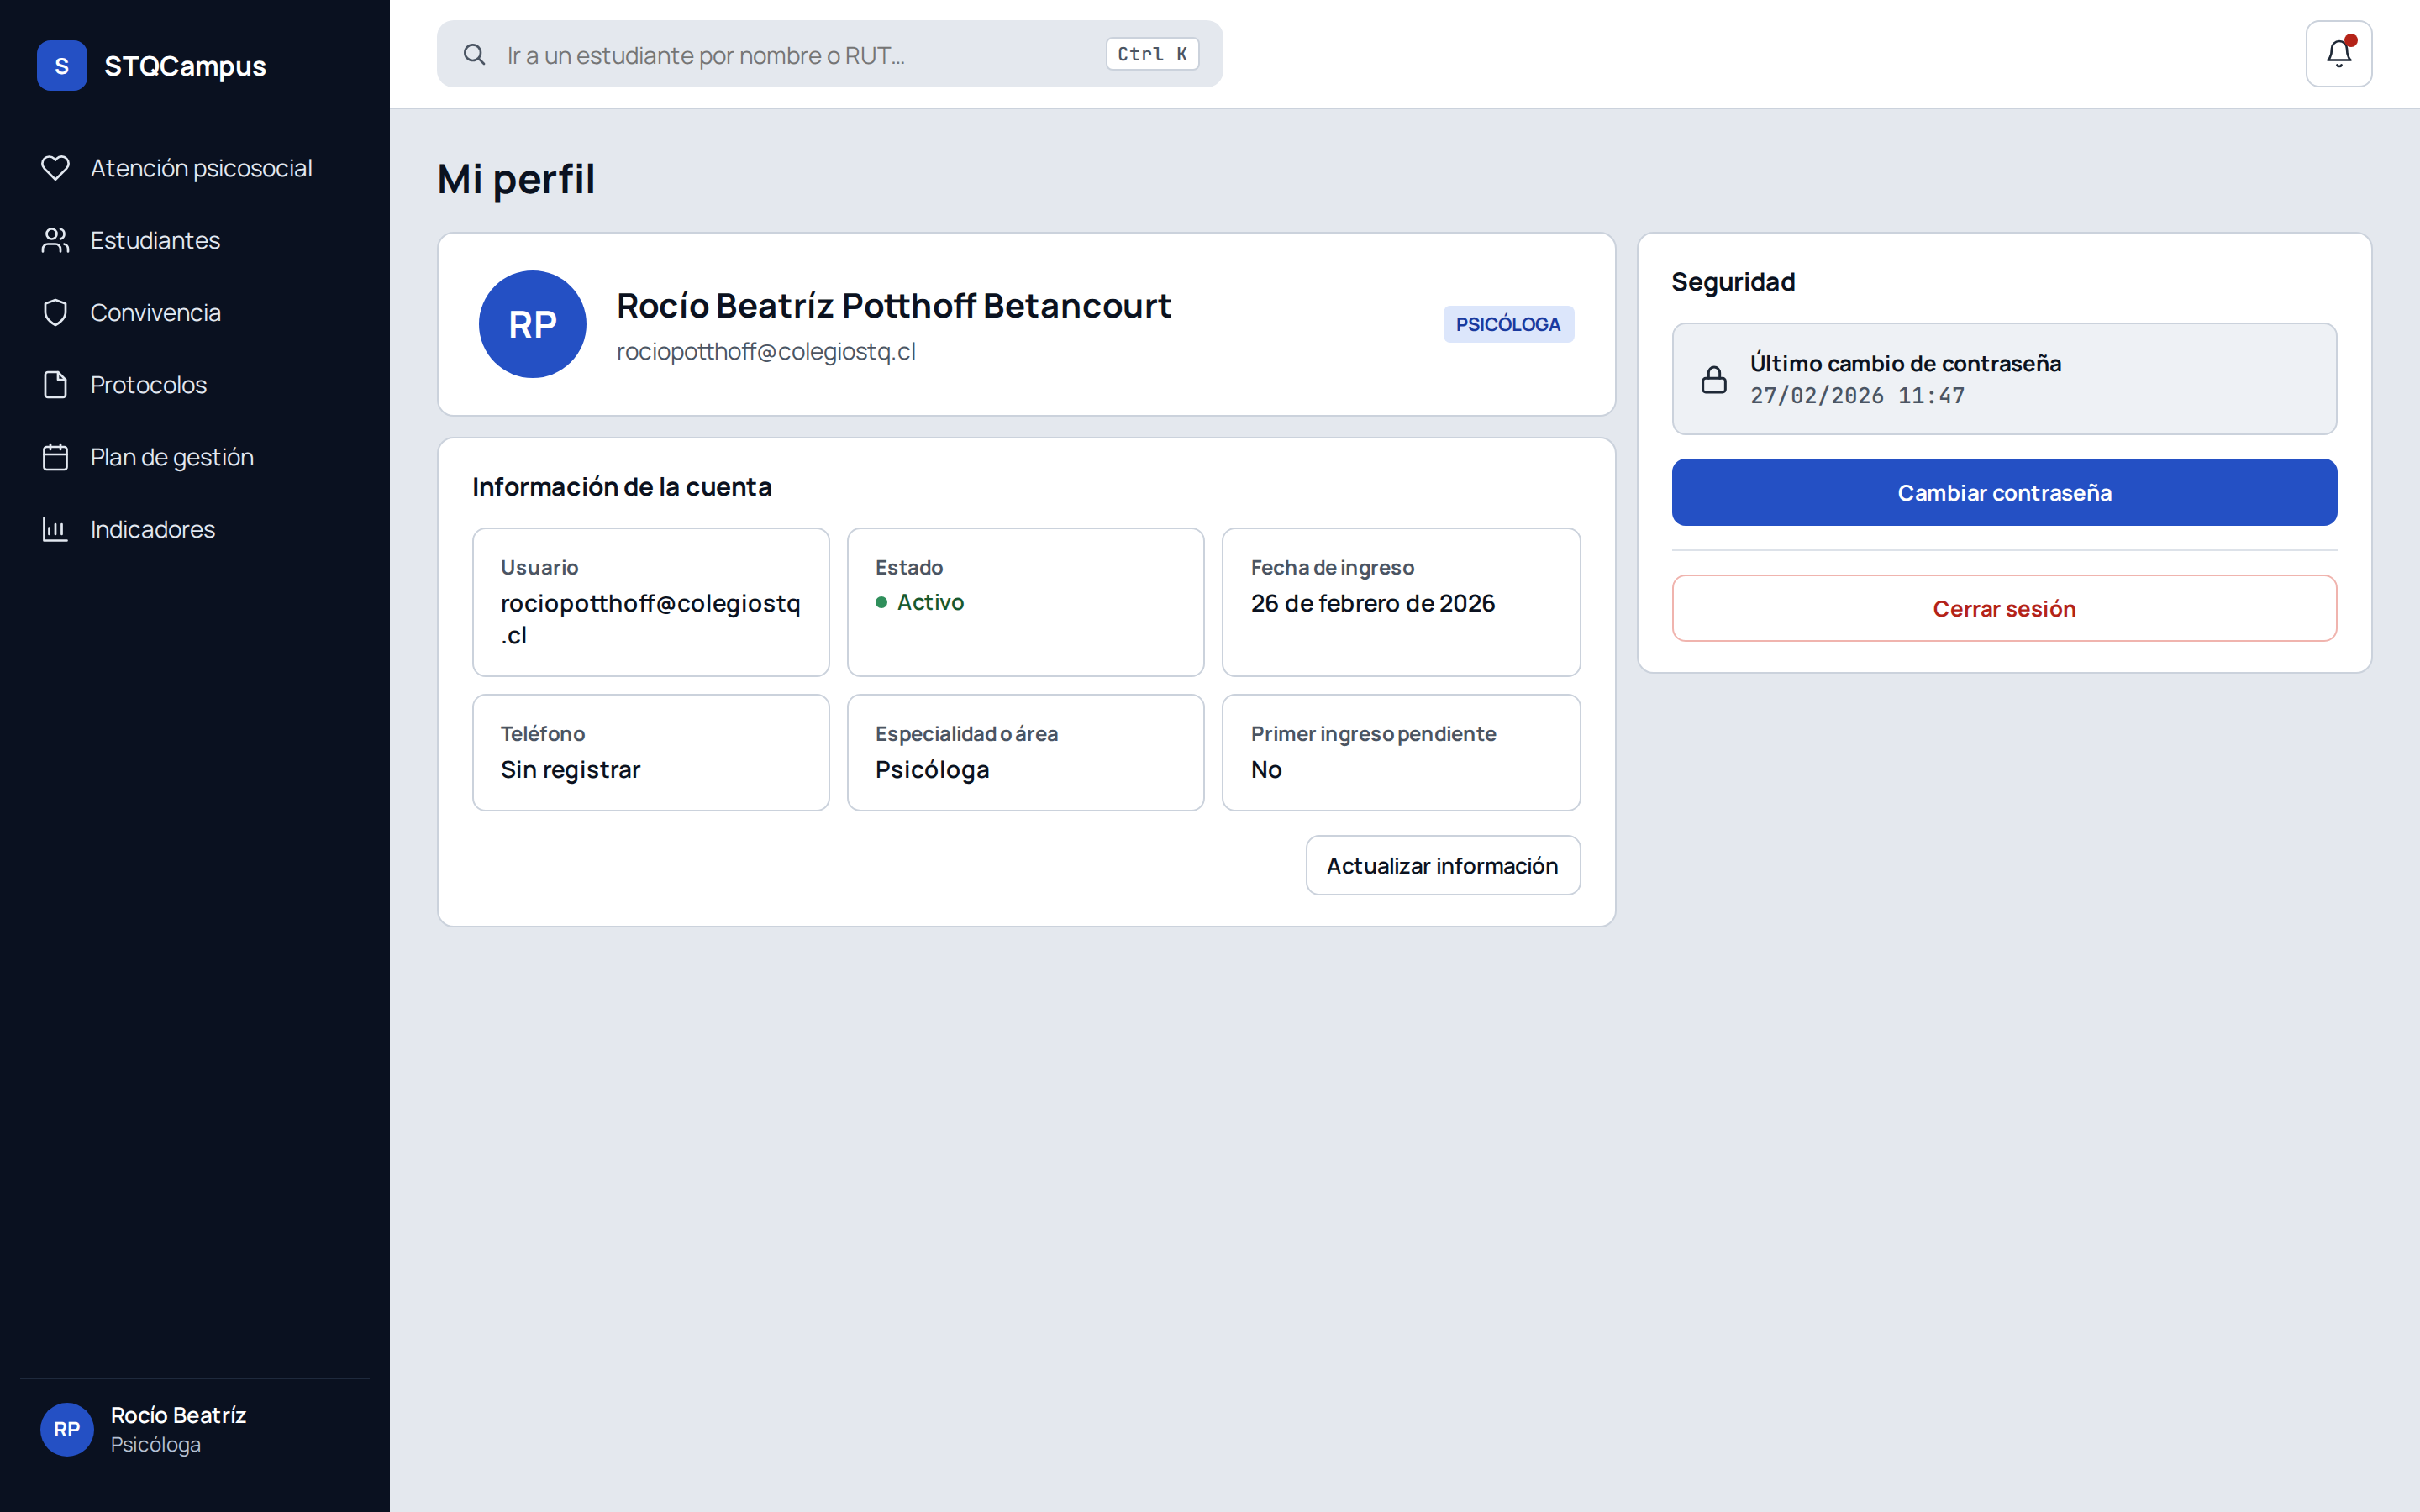 S
STQCampus
Atención psicosocial
Estudiantes
Convivencia
Protocolos
Plan de gestión
Indicadores
RP
Rocío Beatríz
Psicóloga
Ir a un estudiante por nombre o RUT...
Ctrl K
Mi perfil
RP
Rocío Beatríz Potthoff Betancourt
rociopotthoff@colegiostq.cl
PSICÓLOGA
Información de la cuenta
Usuario
rociopotthoff@colegiostq
.cl
Estado
Activo
Fecha de ingreso
26 de febrero de 2026
Teléfono
Sin registrar
Especialidad o área
Psicóloga
Primer ingreso pendiente
No
Actualizar información
Seguridad
Último cambio de contraseña
27/02/2026 11:47
Cambiar contraseña
Cerrar sesión